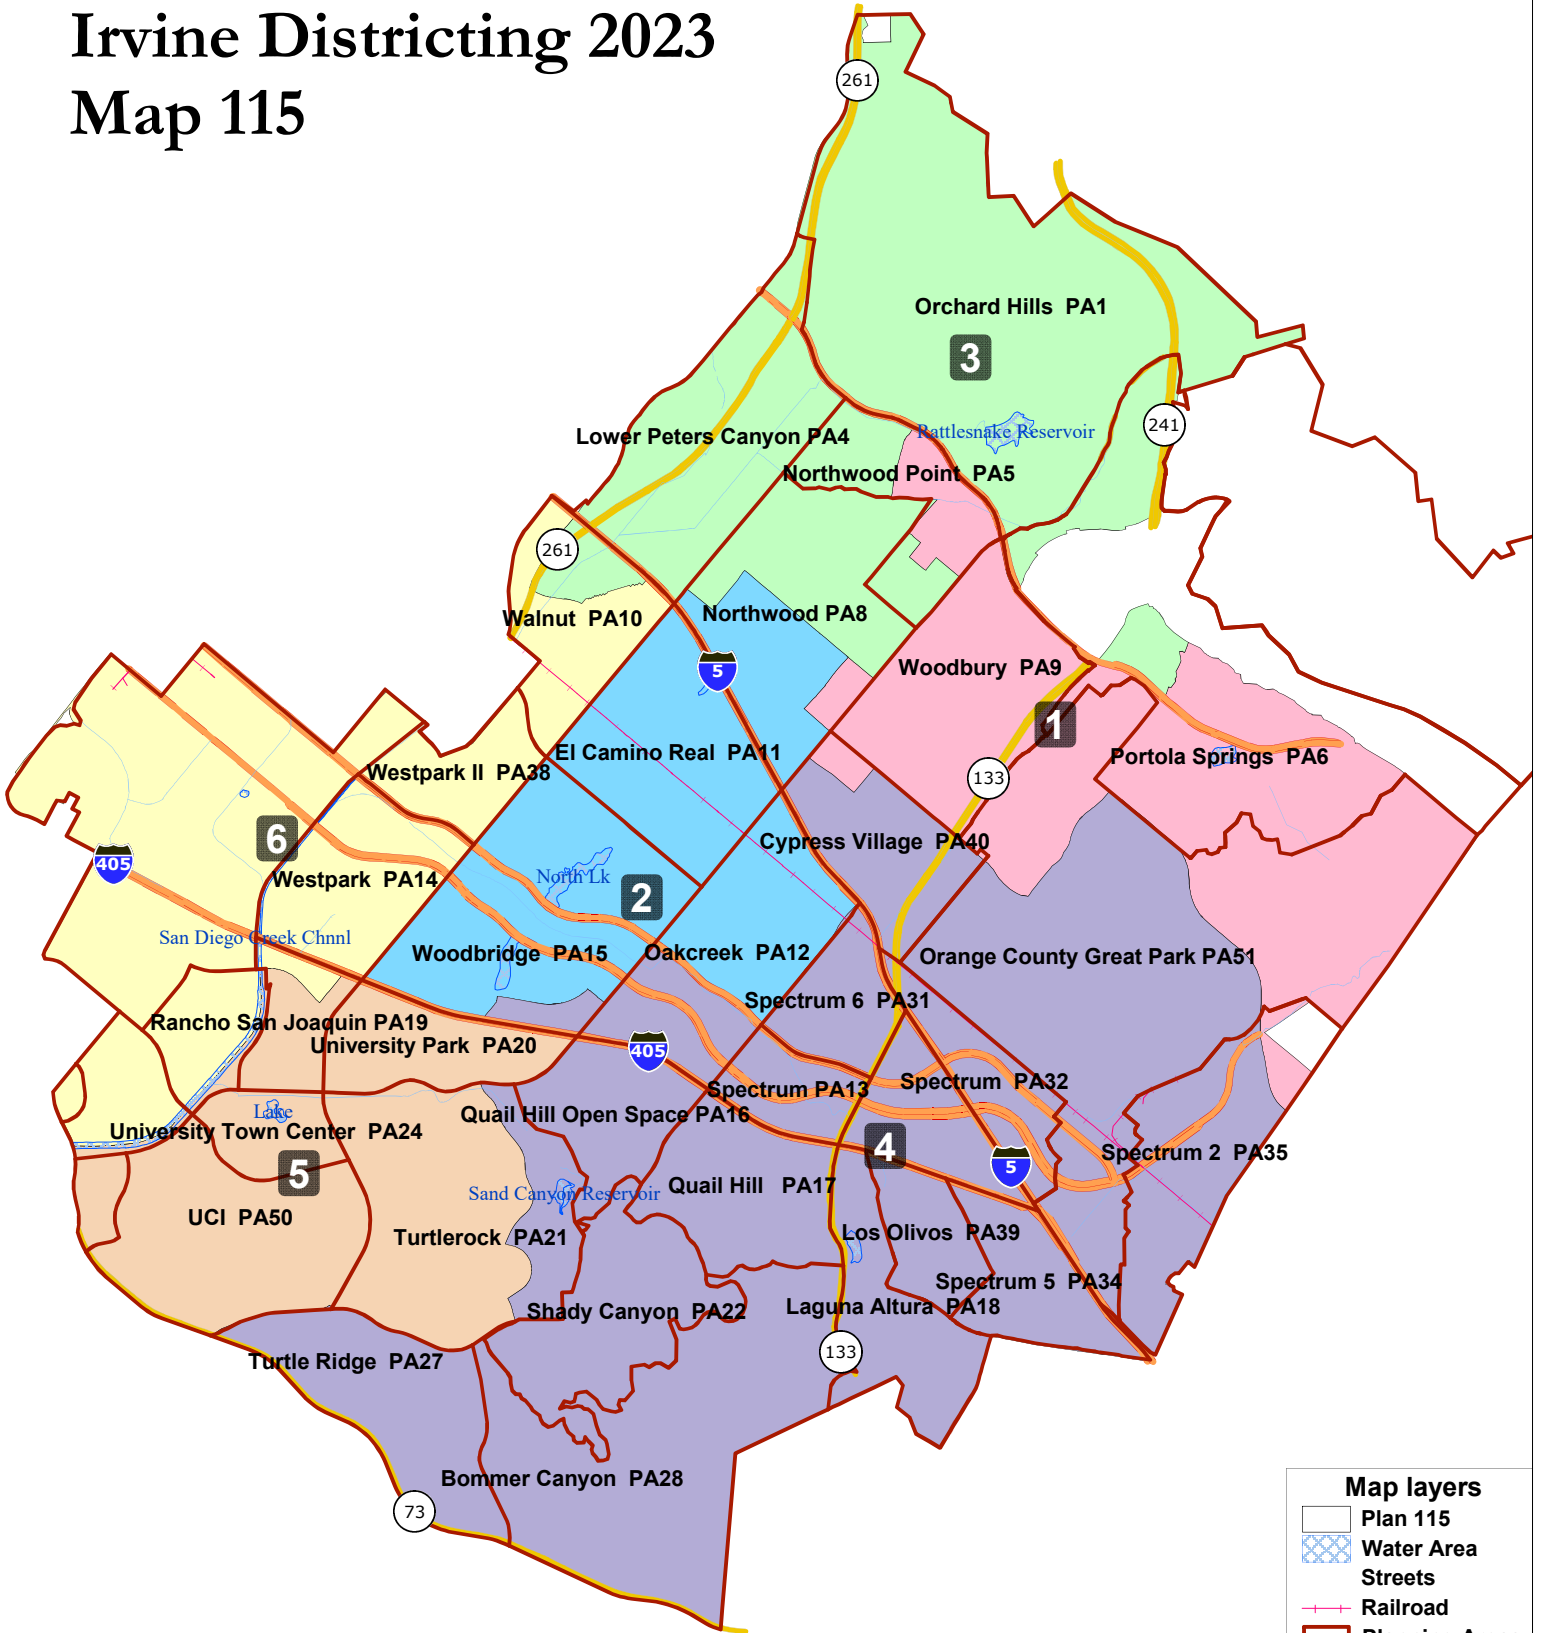 Irvine Districting 2023
Map 115
261
Orchard Hills PA1
3
241
Rattlesnake Reservoir
Lower Peters Canyon PA4
Northwood Point PA5
261
Walnut PA10
Northwood PA8
5
Woodbury PA9
1
El Camino Real PA11
Portola Springs PA6
Westpark II PA38
133
6
Cypress Village PA40
405
Westpark PA14
North Lk
2
San Diego Creek Chnnl
Woodbridge PA15
Oakcreek PA12
Orange County Great Park PA51
Spectrum 6 PA31
Rancho San Joaquin PA19
University Park PA20
405
Spectrum PA13
Spectrum PA32
Lake
Quail Hill Open Space PA16
University Town Center PA24
4
Spectrum 2 PA35
5
5
Sand Canyon Reservoir
Quail Hill PA17
UCI PA50
Turtlerock PA21
Los Olivos PA39
Spectrum 5 PA34
Shady Canyon PA22
Laguna Altura PA18
133
Turtle Ridge PA27
Bommer Canyon PA28
73
Map layers
Plan 115
Water Area
Streets
Railroad